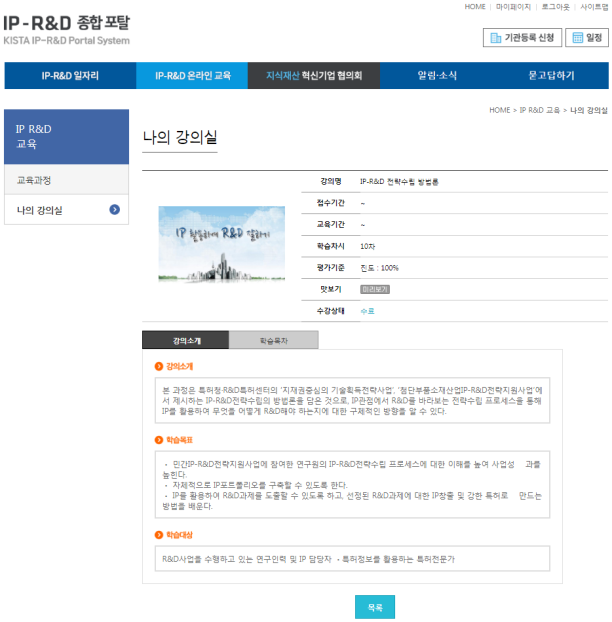 HOME | 마이페이지 | 로그아웃 | 사이트맵
IP-R&D 종합 포탈
KISTA IP-R&D Portal System
기관등록 신청 일정
IP-R&D 일자리 IP-R&D 온라인 교육 지식재산 혁신기업 협의회 알림·소식 묻고답하기
HOME > IP R&D 교육 > 나의 강의실
IP R&D
교육
교육과정
나의 강의실
나의 강의실
IP 활용하여 R&D 잘하기
강의명 IP-R&D 전략수립 방법론
접수기간 ~
교육기간 ~
학습차시 10차
평가기준 진도 : 100%
맛보기 미리보기
수강상태 수료
강의소개 학습목차
강의소개
본 과정은 특허청·R&D특허센터의 '지재권중심의 기술획득전략사업', '첨단부품소재산업IP-R&D전략지원사업'에
서 제시하는 IP-R&D전략수립의 방법론을 담은 것으로, IP관점에서 R&D를 바라보는 전략수립 프로세스를 통해
IP를 활용하여 무엇을 어떻게 R&D해야 하는지에 대한 구체적인 방향을 알 수 있다.
학습목표
· 민간IP-R&D전략지원사업에 참여한 연구원의 IP-R&D전략수립 프로세스에 대한 이해를 높여 사업성 과를
높힌다.
· 자체적으로 IP포트폴리오를 구축할 수 있도록 한다.
· IP을 활용하여 R&D과제을 도출할 수 있도록 하고, 선정된 R&D과제에 대한 IP창출 및 강한 특허로 만드는
방법을 배운다.
학습대상
R&D사업을 수행하고 있는 연구인력 및 IP 담당자 · 특허정보를 활용하는 특허전문가
목록